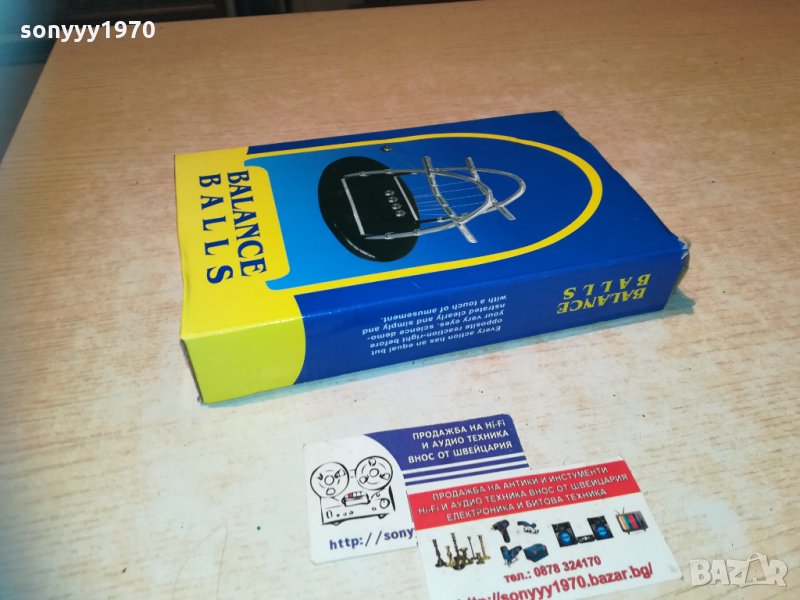 sonyyy1970
BALANCE
BALLS
BALANCE
BALLS
Every action has an equal but
opposite reaction-right before
your very eyes. science demo-
nstrated clearly and simply and
with a touch of amusement.
ПРОДАЖБА НА Hi-Fi
И АУДИО ТЕХНИКА
ВНОС ОТ ШВЕЙЦАРИЯ
http://sony
ПРОДАЖБА НА АНТИКИ И ИНСТУМЕНТИ
Hi-Fi И АУДИО ТЕХНИКА ВНОС ОТ ШВЕЙЦАРИЯ
ЕЛЕКТРОНИКА И БИТОВА ТЕХНИКА
тел.: 0878 324170
http://sonyyy1970.bazar.bg/
BAZAR
sonyyy1970